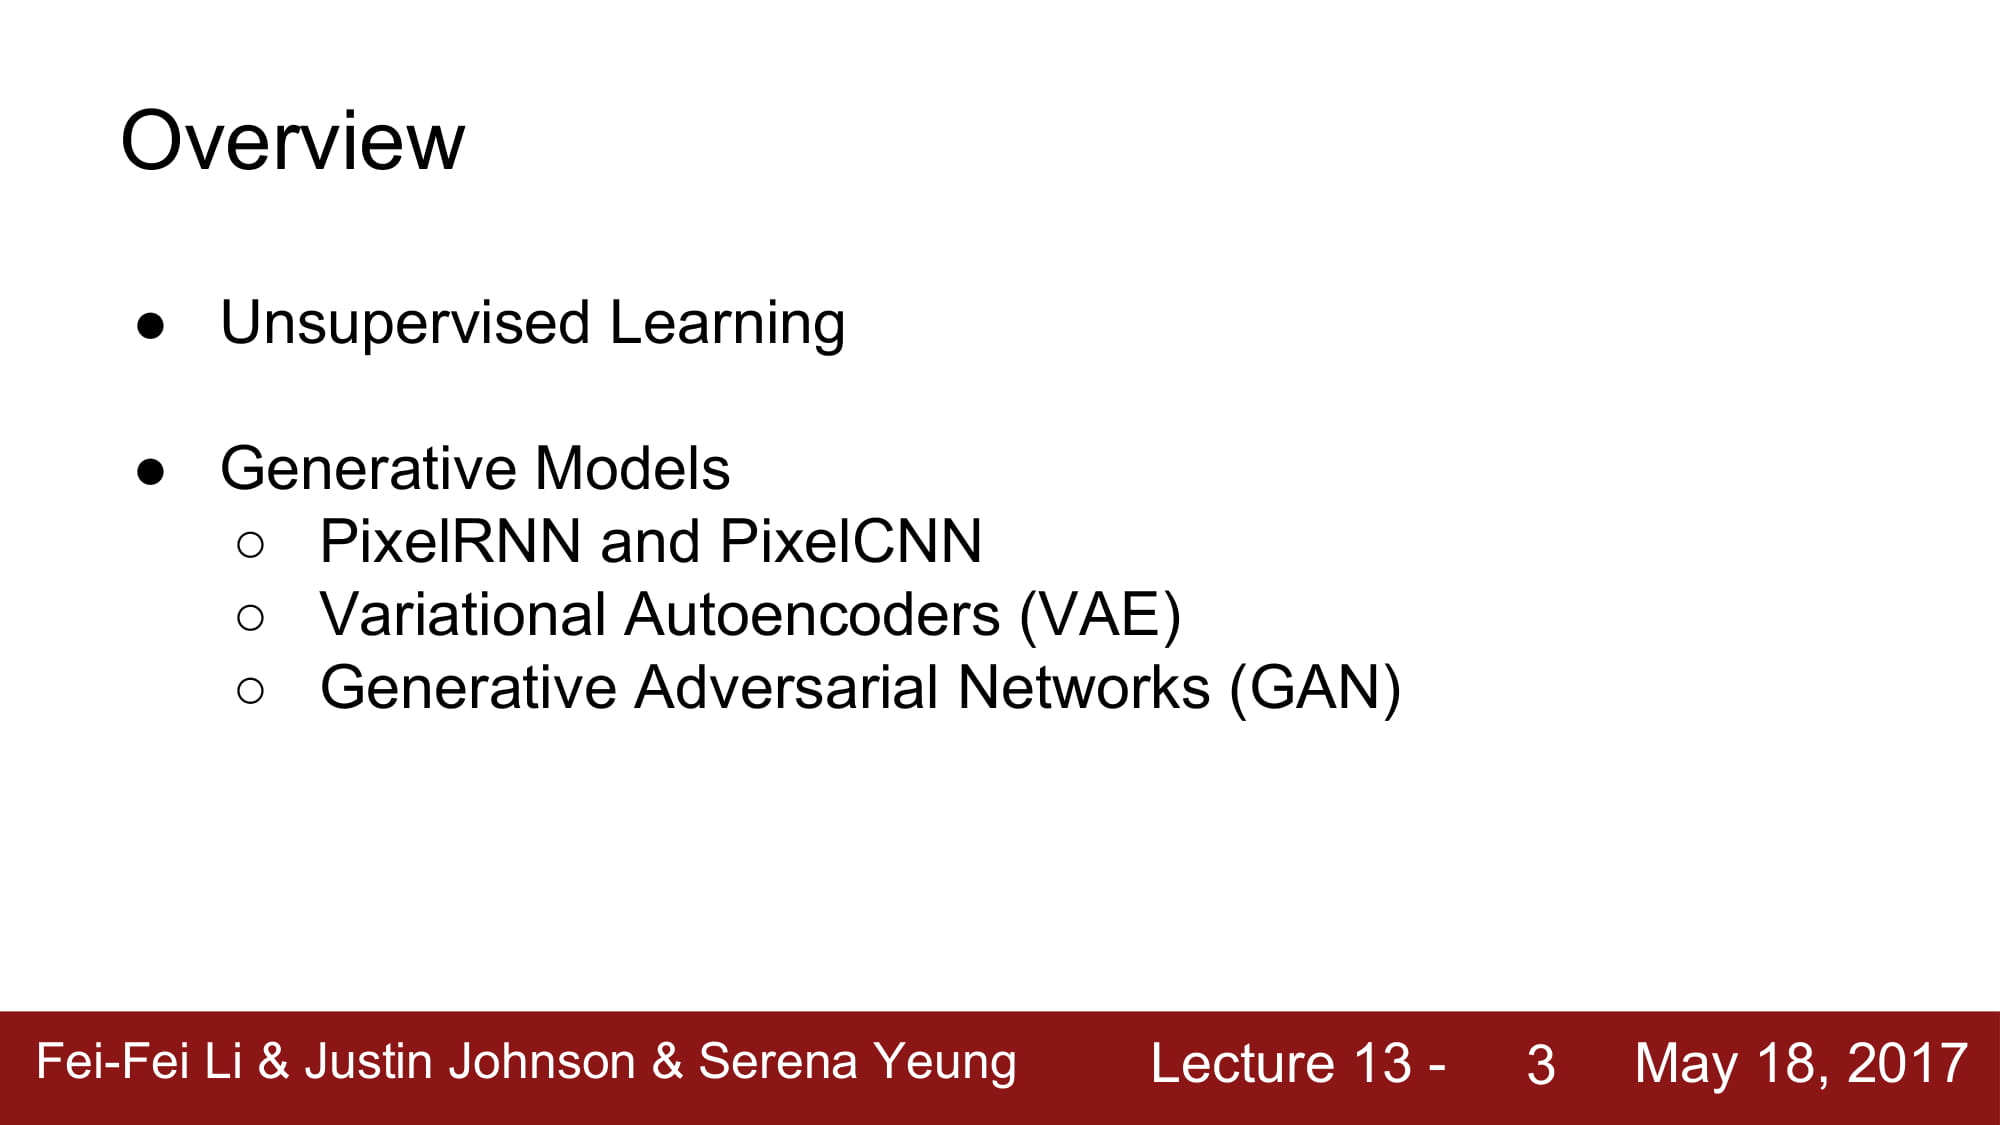 Overview
● Unsupervised Learning
● Generative Models
○ PixelRNN and PixelCNN
○ Variational Autoencoders (VAE)
○ Generative Adversarial Networks (GAN)
Fei-Fei Li & Justin Johnson & Serena Yeung Lecture 13 - 3 May 18, 2017